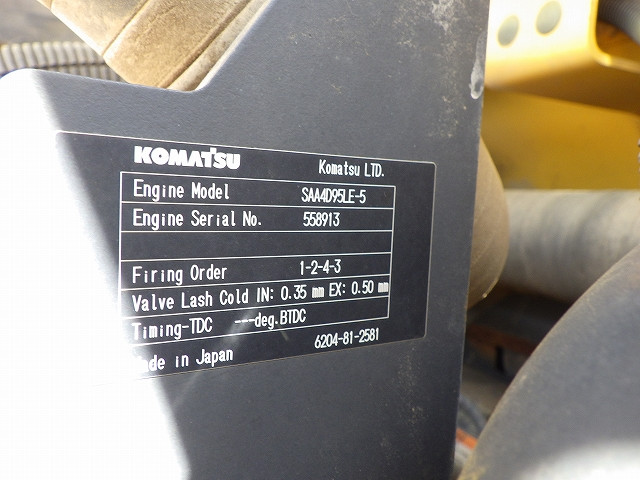 KOMATSU Komatsu LTD.
Engine Model SAA4D95LE-5
Engine Serial No. 558913
Firing Order 1-2-4-3
Valve Lash Cold IN: 0.35 mm EX: 0.50 mm
Timing-TDC ---deg.BTDC
6204-81-2581
Made in Japan